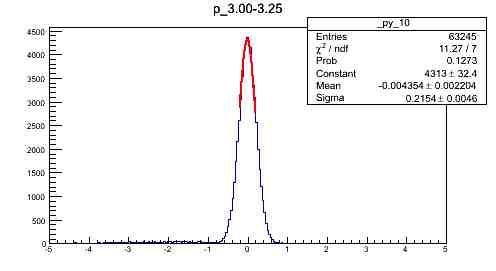 p_3.00-3.25
_py_10
Entries 63245
χ² / ndf 11.27 / 7
Prob 0.1273
Constant 4313 ± 32.4
Mean -0.004354 ± 0.002204
Sigma 0.2154 ± 0.0046
4500
4000
3500
3000
2500
2000
1500
1000
500
0
-5 -4 -3 -2 -1 0 1 2 3 4 5